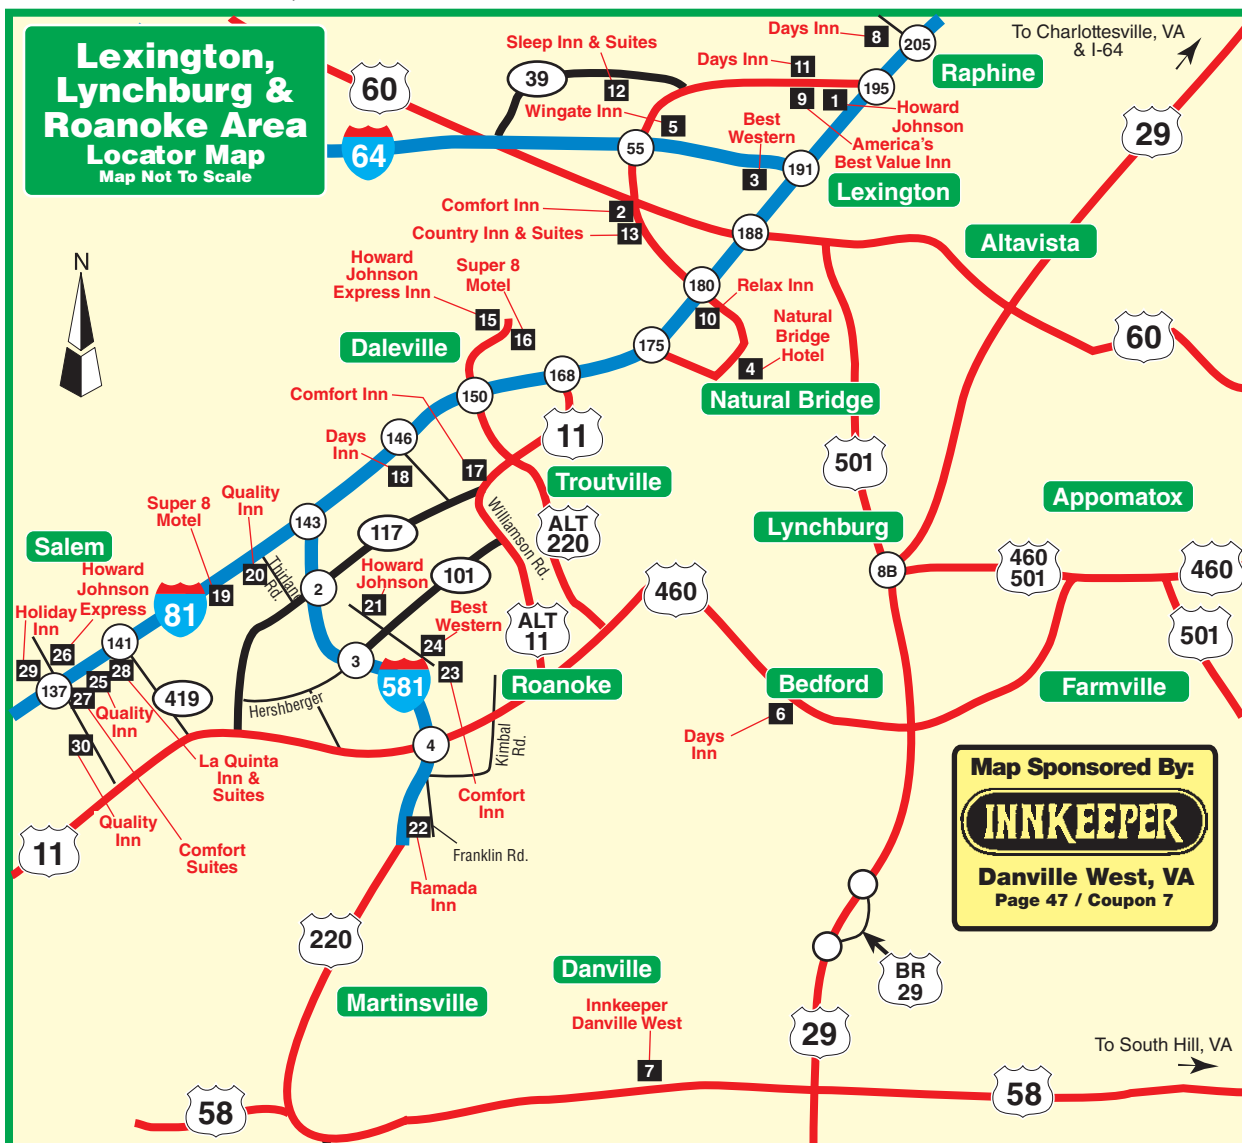 Lexington,
Lynchburg &
Roanoke Area
Locator Map
Map Not To Scale
To Charlottesville, VA
& I-64
Days Inn
8
205
Raphine
Sleep Inn & Suites
Days Inn
11
39
12
60
195
9
1
Howard
Johnson
Wingate Inn
5
Best
Western
America's
Best Value Inn
29
64
55
3
191
Lexington
Comfort Inn
2
Country Inn & Suites
13
188
Altavista
N
Howard
Johnson
Express Inn
Super 8
Motel
180
Relax Inn
15
16
10
Natural
Bridge
Hotel
60
Daleville
175
4
168
150
Natural Bridge
Comfort Inn
146
11
Days
Inn
18
17
501
Troutville
Super 8
Motel
Quality
Inn
Williamson Rd.
Appomatox
143
117
ALT
220
Lynchburg
Salem
Thirlane
Rd.
20
19
2
Howard
Johnson
21
101
8B
460
501
460
Howard
Johnson
Express
81
460
Holiday
Inn
26
141
Best
Western
24
ALT
11
501
29
28
25
27
137
3
23
581
419
Roanoke
Bedford
Farmville
Quality
Inn
Hershberger
6
30
4
Kimbal
Rd.
Days
Inn
La Quinta
Inn &
Suites
Map Sponsored By:
Comfort
Inn
INNKEEPER
Quality
Inn
22
11
Comfort
Suites
Franklin Rd.
Danville West, VA
Page 47 / Coupon 7
Ramada
Inn
220
Danville
BR
29
Martinsville
Innkeeper
Danville West
29
To South Hill, VA
7
58
58